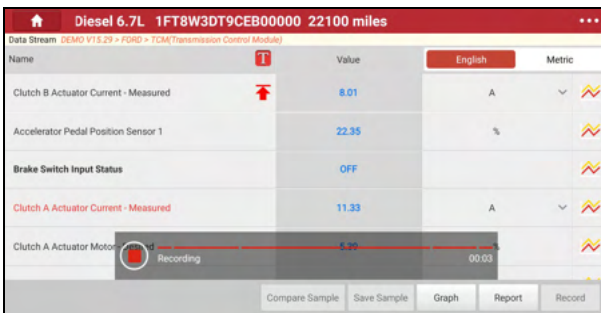 Diesel 6.7L 1FT8W3DT9CEB00000 22100 miles
Data Stream DEMO V15.29 > FORD > TCM(Transmission Control Module)
Name T Value English Metric
Clutch B Actuator Current - Measured 8.01 A
Accelerator Pedal Position Sensor 1 22.35 %
Brake Switch Input Status OFF
Clutch A Actuator Current - Measured 11.33 A
Clutch A Actuator Motor - 5.20 %
Recording 00:03
Compare Sample Save Sample Graph Report Record